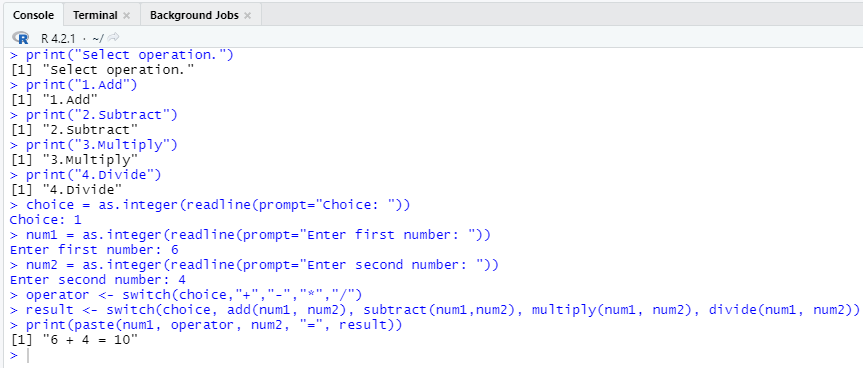 Console Terminal × Background Jobs ×
R R 4.2.1 · ~/
> print("Select operation.")
[1] "Select operation."
> print("1.Add")
[1] "1.Add"
> print("2.Subtract")
[1] "2.Subtract"
> print("3.Multiply")
[1] "3.Multiply"
> print("4.Divide")
[1] "4.Divide"
> choice = as.integer(readline(prompt="Choice: "))
Choice: 1
> num1 = as.integer(readline(prompt="Enter first number: "))
Enter first number: 6
> num2 = as.integer(readline(prompt="Enter second number: "))
Enter second number: 4
> operator <- switch(choice,"+","-","*","/")
> result <- switch(choice, add(num1, num2), subtract(num1,num2), multiply(num1, num2), divide(num1, num2))
> print(paste(num1, operator, num2, "=", result))
[1] "6 + 4 = 10"
>